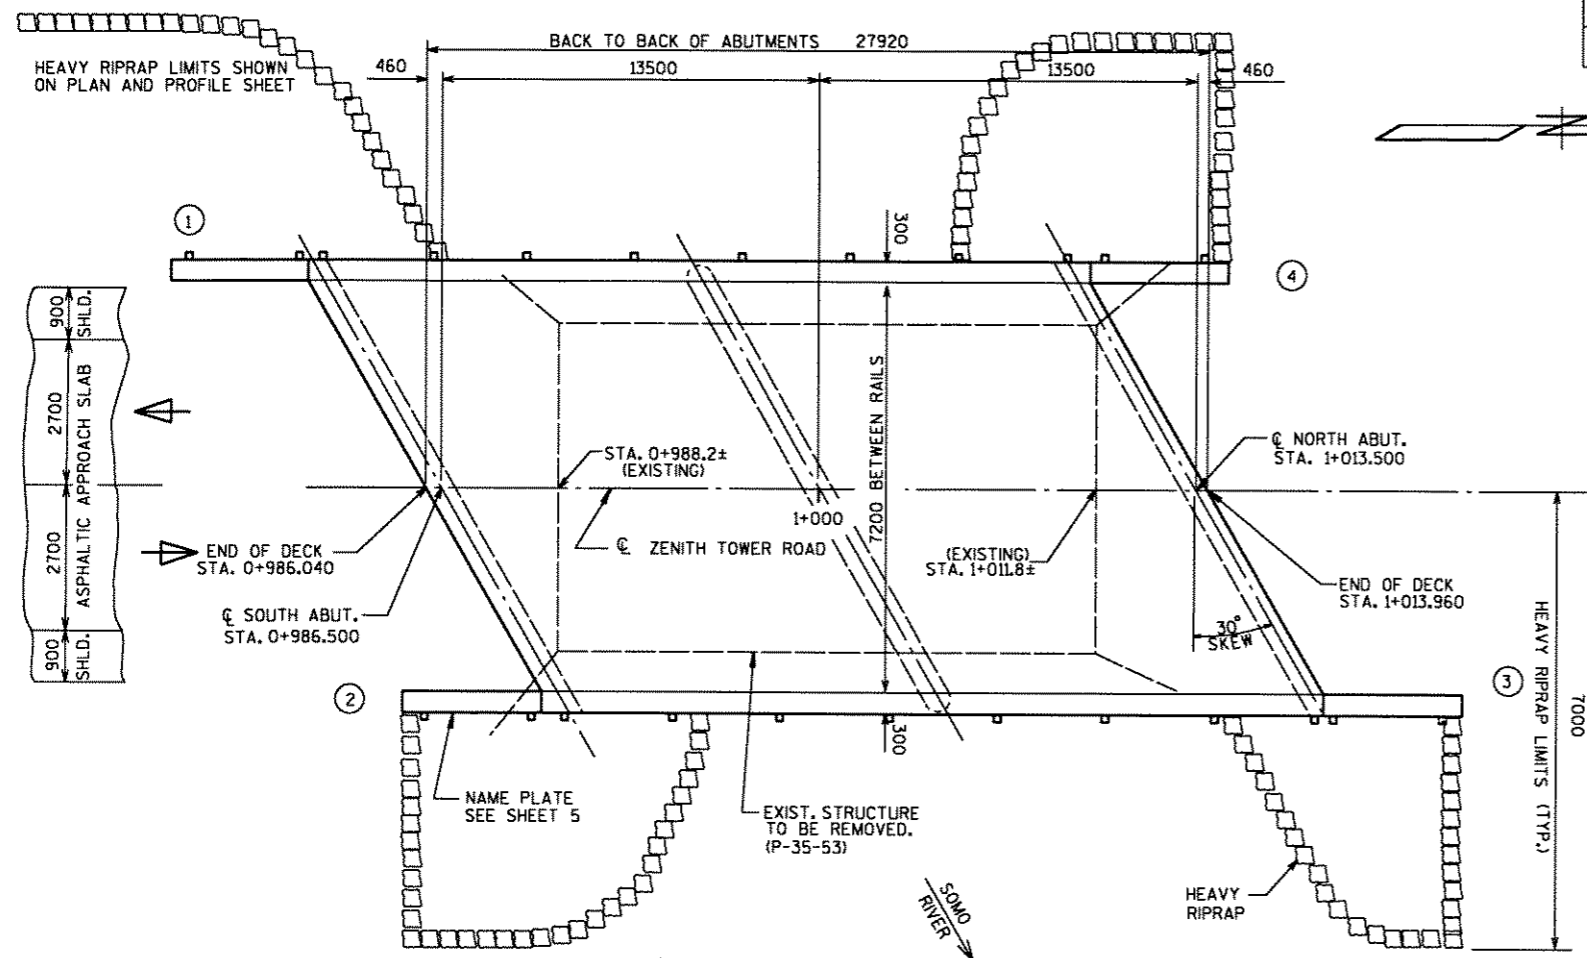 BACK TO BACK OF ABUTMENTS 27920
HEAVY RIPRAP LIMITS SHOWN
ON PLAN AND PROFILE SHEET
460
13500
13500
460
N
1
300
4
900
SHLD.
2700
2700
ASPHALTIC APPROACH SLAB
900
SHLD.
7200 BETWEEN RAILS
STA. 0+988.2±
(EXISTING)
℄ NORTH ABUT.
STA. 1+013.500
1+000
℄ ZENITH TOWER ROAD
END OF DECK
STA. 0+986.040
(EXISTING)
STA. 1+011.8±
END OF DECK
STA. 1+013.960
℄ SOUTH ABUT.
STA. 0+986.500
30°
SKEW
HEAVY RIPRAP LIMITS (TYP.)
7000
2
3
300
NAME PLATE
SEE SHEET 5
EXIST. STRUCTURE
TO BE REMOVED.
(P-35-53)
SOMO
RIVER
HEAVY
RIPRAP